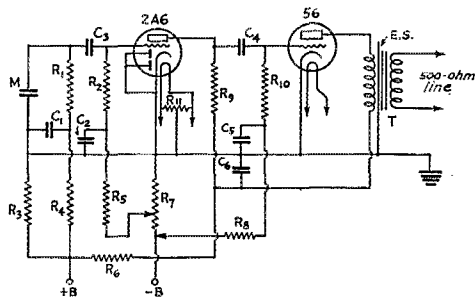 2A6
56
C3
C4
E.S.
M
R1
R2
R9
R10
500-ohm
line
R11
T
C1
C2
C5
C6
R3
R4
R5
R7
R8
R6
+B
-B